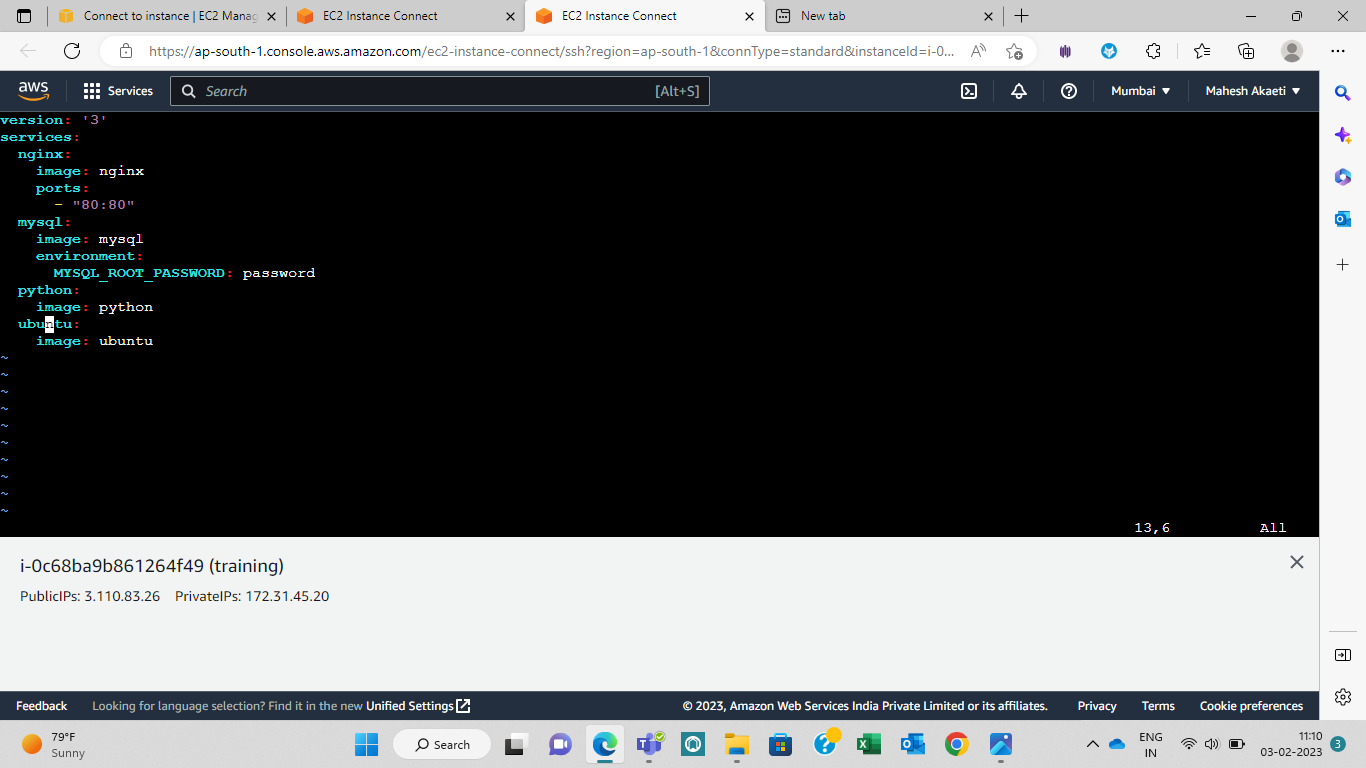 Connect to instance | EC2 Manag
EC2 Instance Connect
EC2 Instance Connect
New tab
https://ap-south-1.console.aws.amazon.com/ec2-instance-connect/ssh?region=ap-south-1&connType=standard&instanceId=i-0...
aws
Services
Search
[Alt+S]
Mumbai
Mahesh Akaeti
version: '3'
services:
  nginx:
    image: nginx
    ports:
      - "80:80"
  mysql:
    image: mysql
    environment:
      MYSQL_ROOT_PASSWORD: password
  python:
    image: python
  ubuntu:
    image: ubuntu
~
~
~
~
~
~
~
~
~
~
13,6 All
i-0c68ba9b861264f49 (training)
PublicIPs: 3.110.83.26 PrivateIPs: 172.31.45.20
Feedback Looking for language selection? Find it in the new Unified Settings © 2023, Amazon Web Services India Private Limited or its affiliates. Privacy Terms Cookie preferences
79°F
Sunny
Search
ENG
IN
11:10
03-02-2023
3